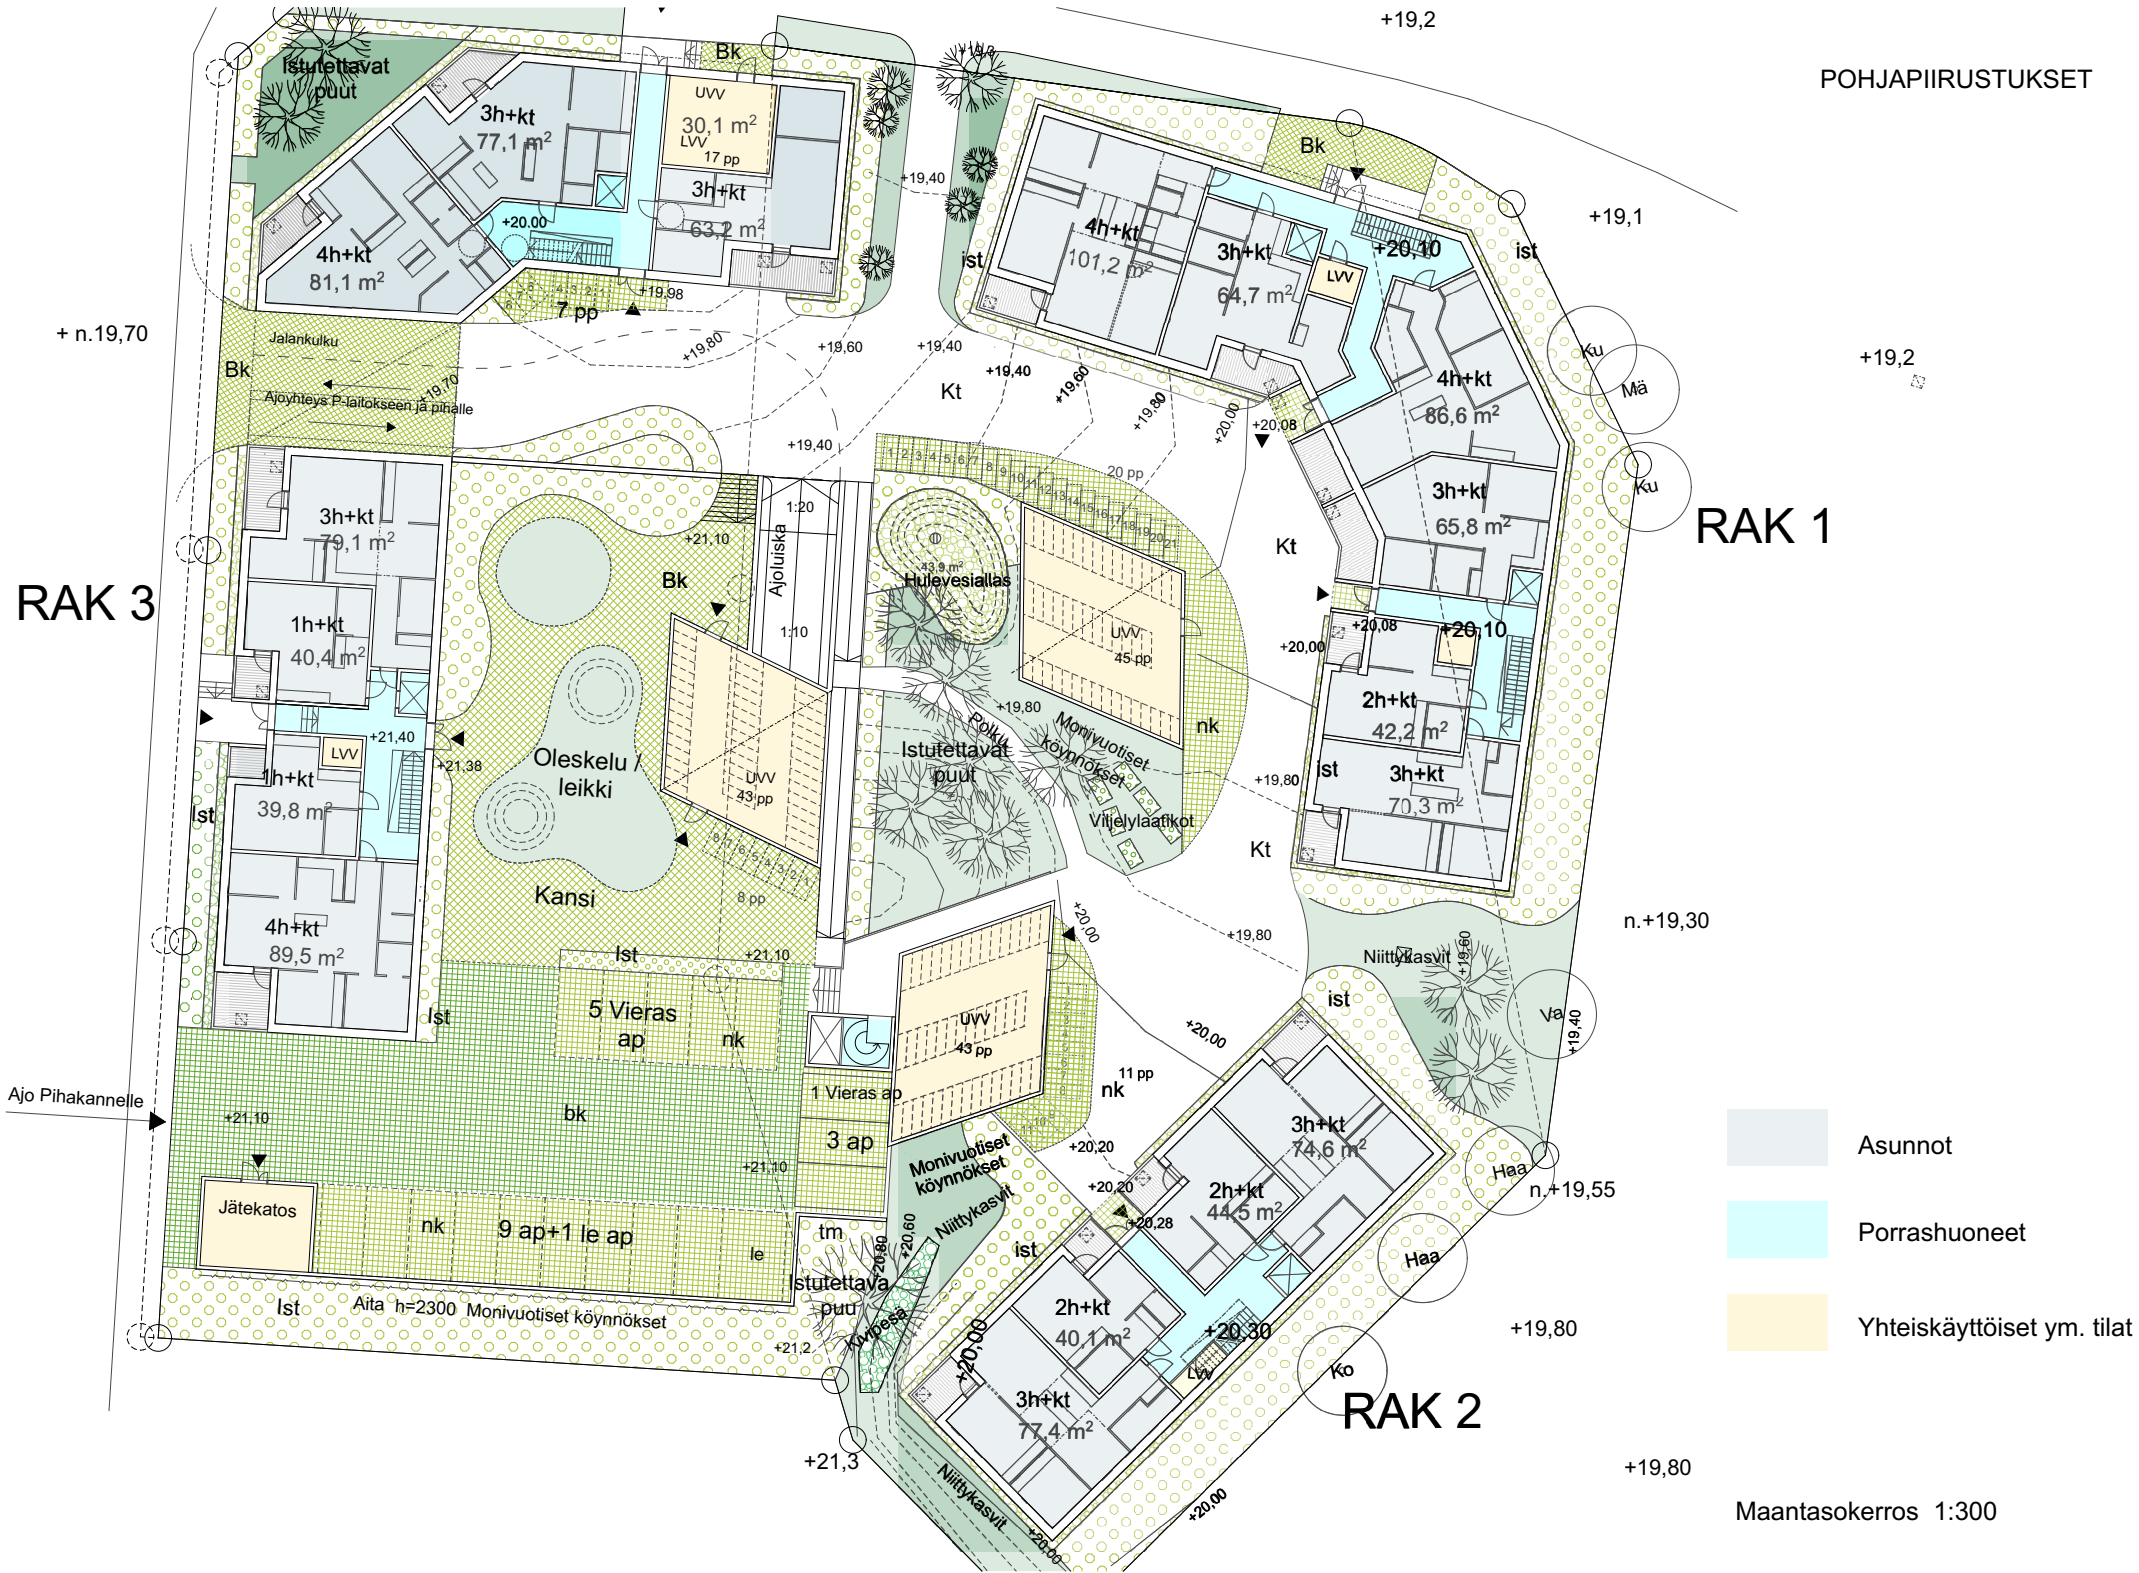 POHJAPIIRUSTUKSET
+19,2
+19,1
+19,2
+ n.19,70
RAK 3
RAK 1
RAK 2
n.+19,30
n.+19,55
+19,80
+19,80
+21,3
Istutettavat
puut
Bk
3h+kt
77,1 m²
UVV
30,1 m²
LVV
17 pp
3h+kt
63,2 m²
4h+kt
81,1 m²
+20.00
7 pp
+19,98
+19,40
+19,80
+19,60
+19,40
Jalankulku
Bk
+19,70
Ajoyhteys P-laitokseen ja pihalle
Kt
+19,40
+19,60
+19,80
+20,00
+20,08
+19,40
Bk
4h+kt
101,2 m²
3h+kt
64,7 m²
LVV
+20,10
ist
ist
4h+kt
86,6 m²
3h+kt
65,8 m²
Ku
Mä
Ku
20 pp
3h+kt
79,1 m²
1h+kt
40,4 m²
+21,40
LVV
1h+kt
39,8 m²
+21,38
4h+kt
89,5 m²
Ist
Ist
1:20
Ajoluiska
1:10
+21,10
Bk
43,9 m²
Hulevesiallas
UVV
45 pp
Kt
+20,00
+20,08
+20,10
2h+kt
42,2 m²
3h+kt
70,3 m²
ist
+19,80
Kt
nk
Oleskelu /
leikki
UVV
43 pp
8 pp
Kansi
Polku
+19,80
Istutettavat
puut
Monivuotiset
köynnökset
Viljelylaatikot
+19,80
+20,00
Niittykasvit
+19,60
Va
+19,40
Ist
+21,10
5 Vieras
ap
nk
UVV
43 pp
1 Vieras ap
3 ap
nk
11 pp
+20,00
ist
Ajo Pihakannelle
+21,10
bk
+21,10
Jätekatos
nk
9 ap+1 le ap
le
tm
Ist
Aita h=2300 Monivuotiset köynnökset
Istutettava
puu
+21,2
+20,80
+20,60
Kivipesä
Monivuotiset
köynnökset
Niittykasvit
ist
+20,20
+20,20
+20,28
3h+kt
74,6 m²
2h+kt
44,5 m²
2h+kt
40,1 m²
+20,30
LVV
3h+kt
77,4 m²
+20,00
Haa
Haa
Ko
Niittykasvit
+20,00
+20,00
Asunnot
Porrashuoneet
Yhteiskäyttöiset ym. tilat
Maantasokerros 1:300